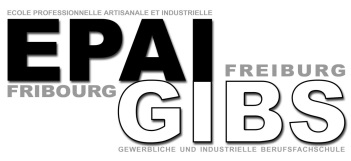 ECOLE PROFESSIONNELLE ARTISANALE ET INDUSTRIELLE
EPAI
FREIBURG
FRIBOURG
GIBS
GEWERBLICHE UND INDUSTRIELLE BERUFSFACHSCHULE